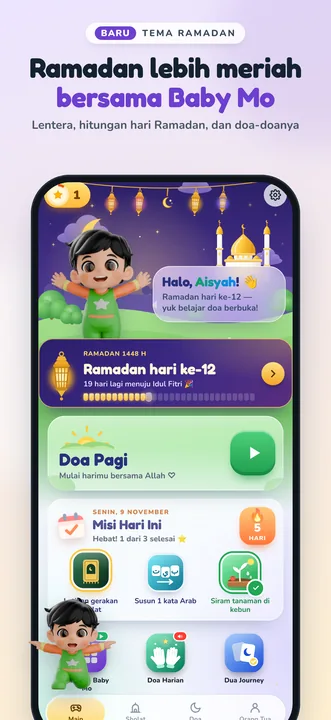 BARU TEMA RAMADAN
Ramadan lebih meriah
bersama Baby Mo
Lentera, hitungan hari Ramadan, dan doa-doanya
1
Halo, Aisyah! 👋
Ramadan hari ke-12 —
yuk belajar doa berbuka!
RAMADAN 1448 H
Ramadan hari ke-12
19 hari lagi menuju Idul Fitri 🎉
Doa Pagi
Mulai harimu bersama Allah ♡
SENIN, 9 NOVEMBER
Misi Hari Ini
Hebat! 1 dari 3 selesai ⭐
5
HARI
gerakan
Susun 1 kata Arab
Siram tanaman di
kebun
Baby
Mo
Doa Harian
Dua Journey
Main
Sholat
Doa
Orang Tua